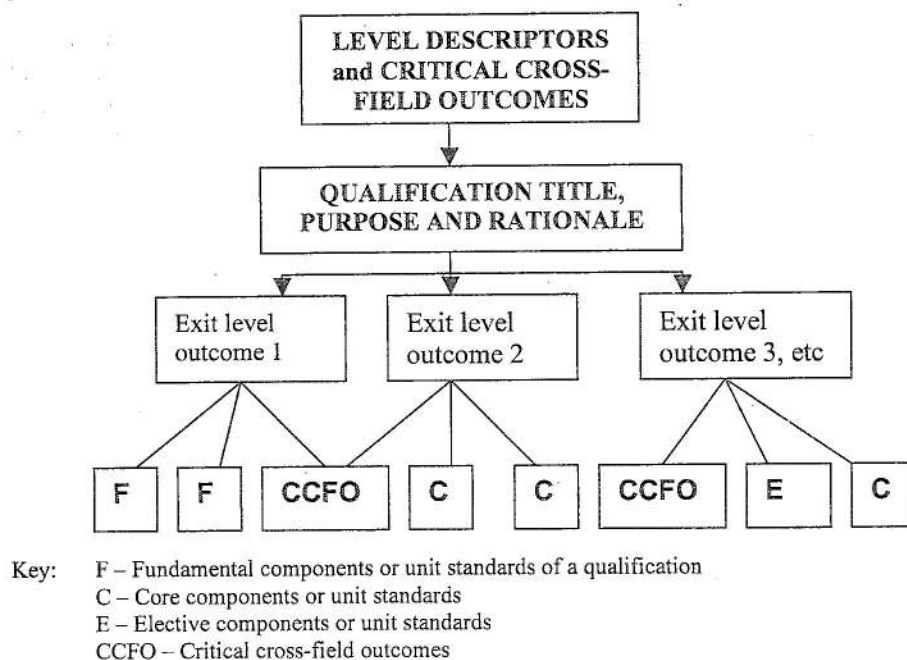 LEVEL DESCRIPTORS
and CRITICAL CROSS-
FIELD OUTCOMES
QUALIFICATION TITLE,
PURPOSE AND RATIONALE
Exit level
outcome 1
Exit level
outcome 2
Exit level
outcome 3, etc
F
F
CCFO
C
C
CCFO
E
C
Key: F – Fundamental components or unit standards of a qualification
C – Core components or unit standards
E – Elective components or unit standards
CCFO – Critical cross-field outcomes